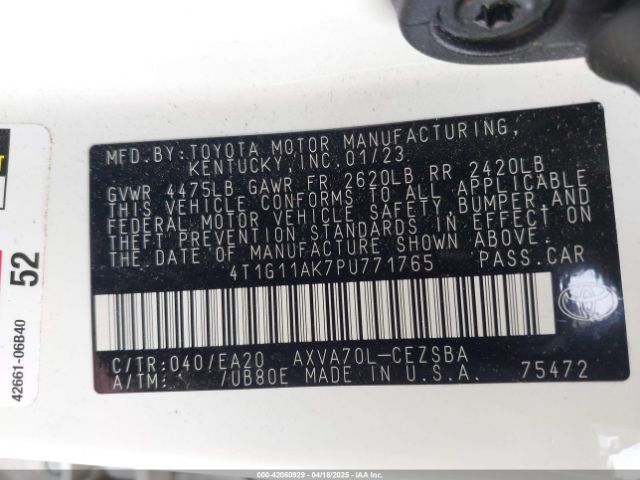 MFD.BY: TOYOTA MOTOR MANUFACTURING,
KENTUCKY, INC. 01/23
GVWR 4475LB GAWR FR 2620LB RR 2420LB
THIS VEHICLE CONFORMS TO ALL APPLICABLE
FEDERAL MOTOR VEHICLE SAFETY, BUMPER, AND
THEFT PREVENTION STANDARDS IN EFFECT ON
THE DATE OF MANUFACTURE SHOWN ABOVE.
4T1G11AK7PU771765 PASS.CAR
C/TR: 040/EA20 AXVA70L-CEZSBA
A/TM: /UB80E MADE IN U.S.A. 75472
52
42661-06B40
000-42060929 | 04/18/2025 | IAAI.COM